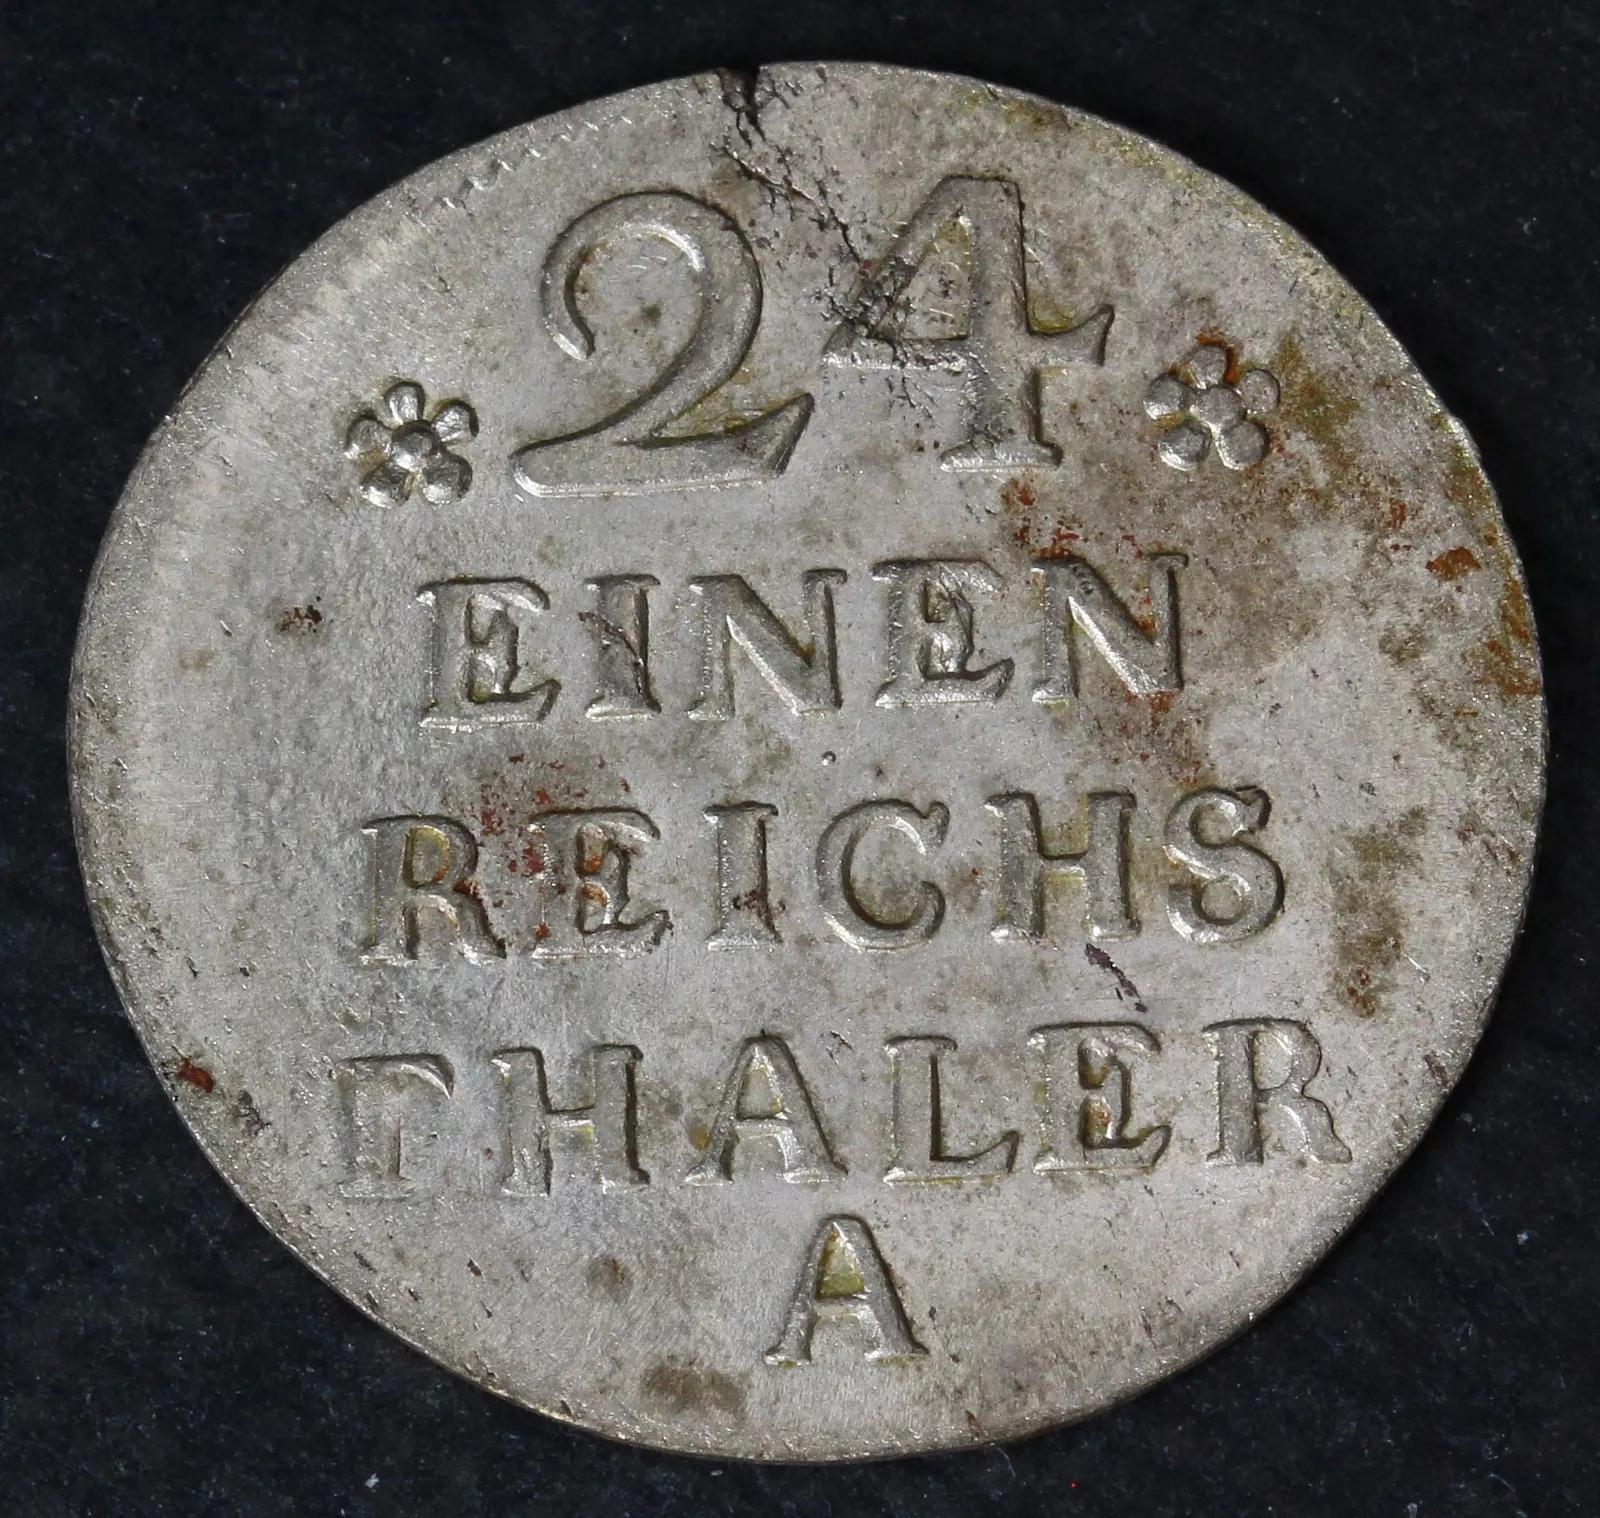 24
EINEN
REICHS
THALER
A